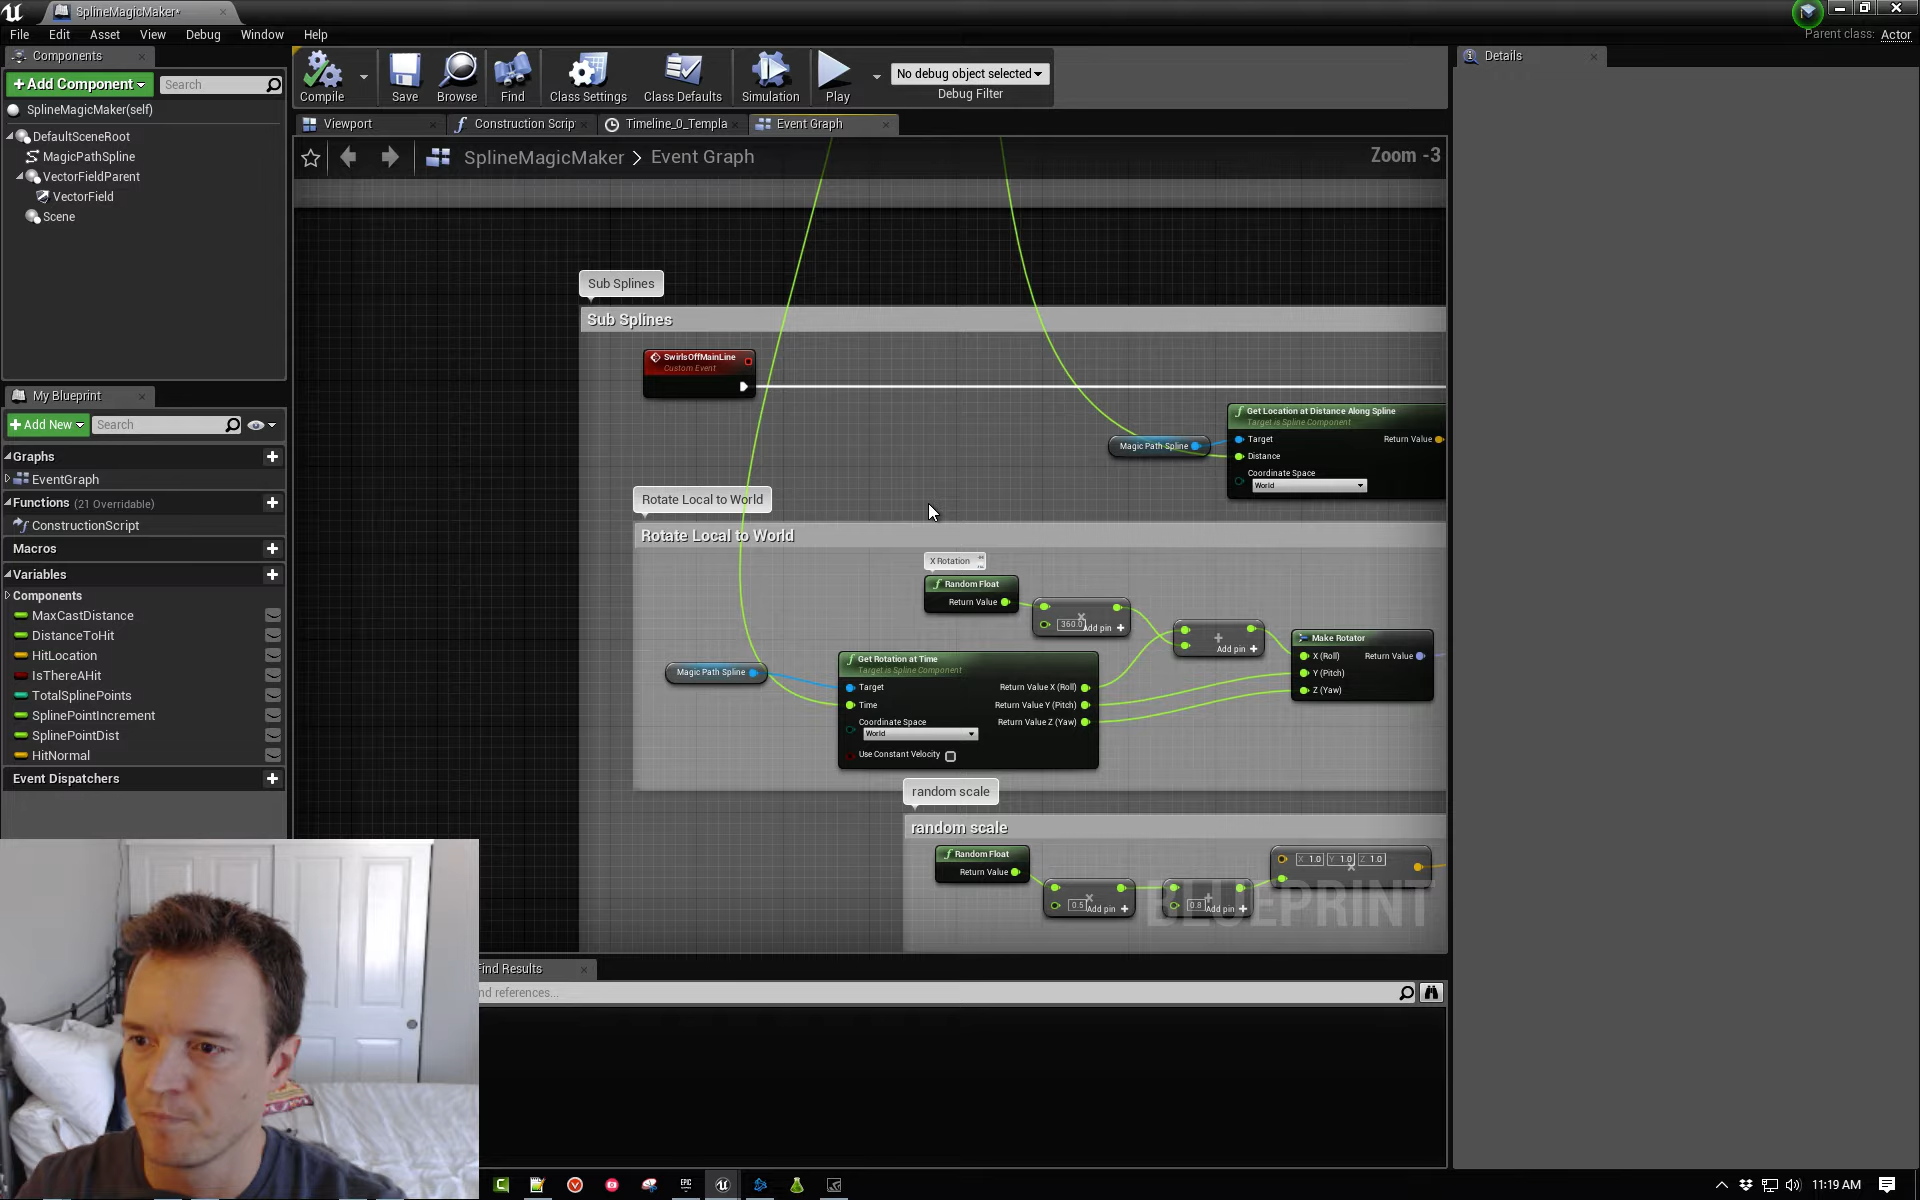 SplineMagicMaker*
File Edit Asset View Debug Window Help
Parent class: Actor
Components
+Add Component
Search
SplineMagicMaker(self)
DefaultSceneRoot
MagicPathSpline
VectorFieldParent
VectorField
Scene
Compile
Save
Browse
Find
Class Settings
Class Defaults
Simulation
Play
No debug object selected
Debug Filter
Details
Viewport
Construction Scrip
Timeline_0_Templa
Event Graph
SplineMagicMaker > Event Graph
Zoom -3
My Blueprint
+Add New
Search
Graphs
EventGraph
Functions (21 Overridable)
ConstructionScript
Macros
Variables
Components
MaxCastDistance
DistanceToHit
HitLocation
IsThereAHit
TotalSplinePoints
SplinePointIncrement
SplinePointDist
HitNormal
Event Dispatchers
Sub Splines
Sub Splines
SwirlsOffMainLine
Custom Event
Magic Path Spline
Get Location at Distance Along Spline
Target is Spline Component
Target
Return Value
Distance
Coordinate Space
World
Rotate Local to World
Rotate Local to World
X Rotation
Random Float
Return Value
360.0
Add pin +
+
Add pin +
Make Rotator
X (Roll)
Return Value
Y (Pitch)
Z (Yaw)
Magic Path Spline
Get Rotation at Time
Target is Spline Component
Target
Return Value X (Roll)
Time
Return Value Y (Pitch)
Coordinate Space
Return Value Z (Yaw)
World
Use Constant Velocity
random scale
random scale
Random Float
Return Value
0.5
Add pin +
0.8
Add pin +
X 1.0 Y 1.0 Z 1.0
BLUEPRINT
Find Results
nd references...
EPIC
11:19 AM